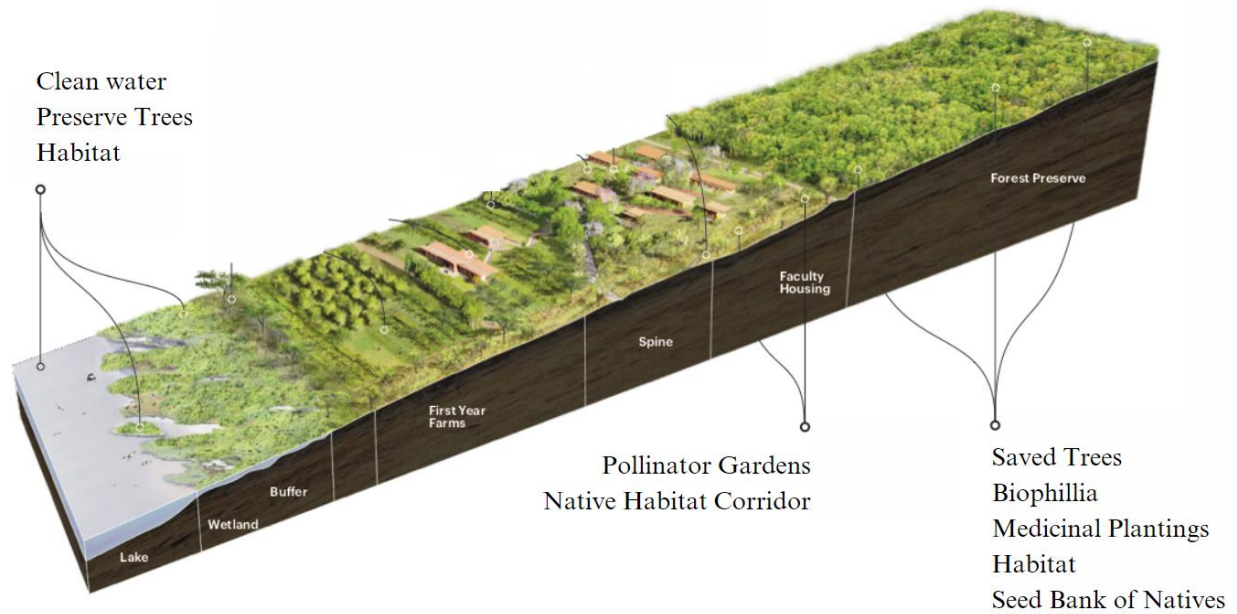 Clean water
Preserve Trees
Habitat
Forest Preserve
Faculty
Housing
Spine
First Year
Farms
Buffer
Wetland
Lake
Pollinator Gardens
Native Habitat Corridor
Saved Trees
Biophillia
Medicinal Plantings
Habitat
Seed Bank of Natives